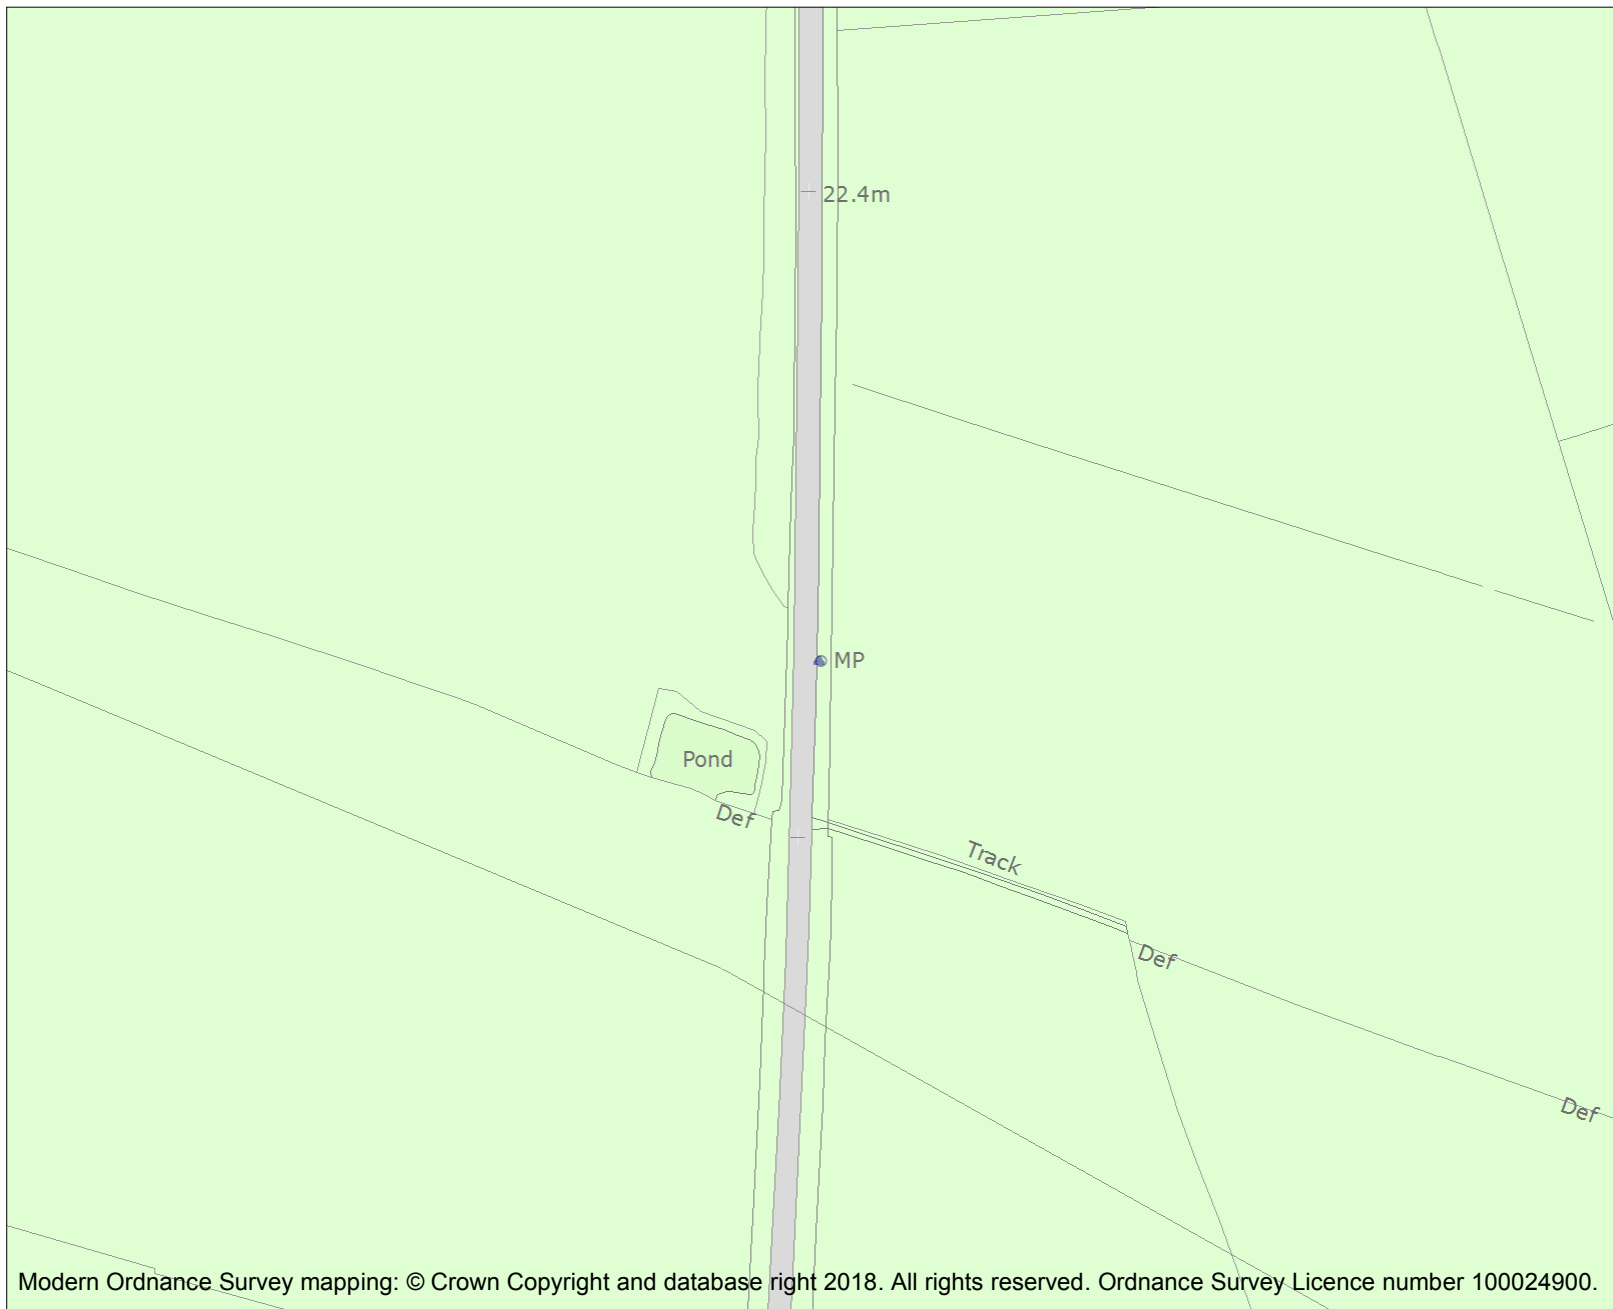 22.4m
MP
Pond
Def
Track
Def
Def
Modern Ordnance Survey mapping: © Crown Copyright and database right 2018. All rights reserved. Ordnance Survey Licence number 100024900.